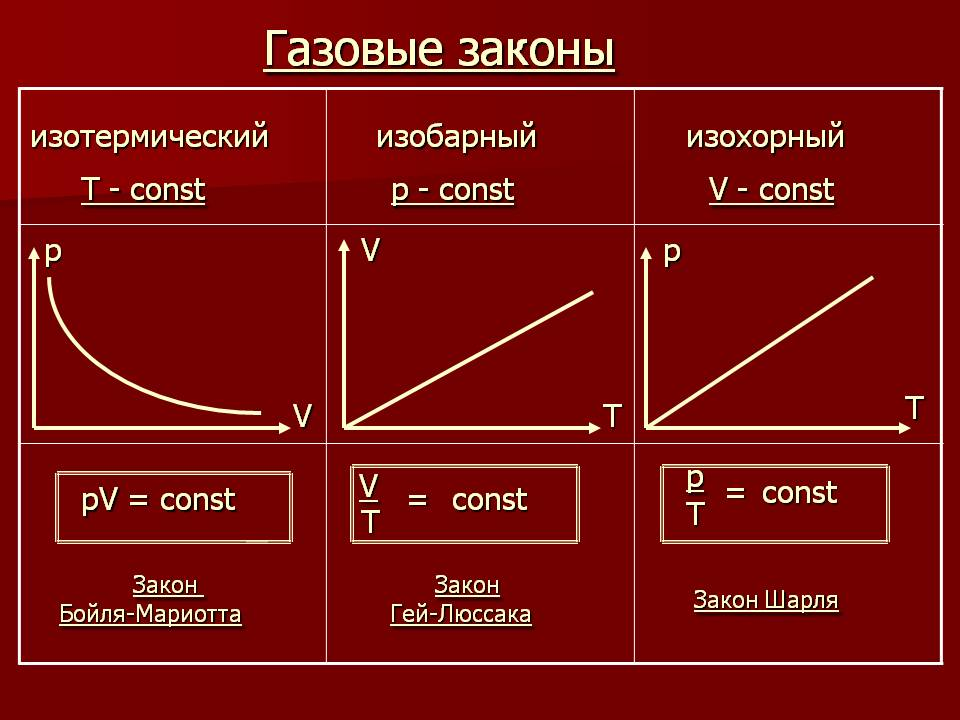 Газовые законы
изотермический
T - const
изобарный
p - const
изохорный
V - const
p
V
V
T
p
T
pV = const
V
T
= const
p
T
= const
Закон
Бойля-Мариотта
Закон
Гей-Люссака
Закон Шарля